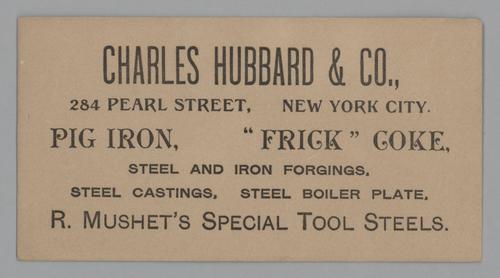 CHARLES HUBBARD & CO.,
284 PEARL STREET, NEW YORK CITY.
PIG IRON, "FRICK" COKE,
STEEL AND IRON FORGINGS,
STEEL CASTINGS, STEEL BOILER PLATE,
R. MUSHET'S SPECIAL TOOL STEELS.